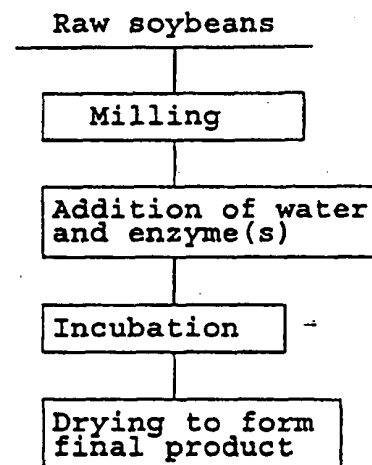 Raw soybeans
Milling
Addition of water
and enzyme(s)
Incubation
Drying to form
final product